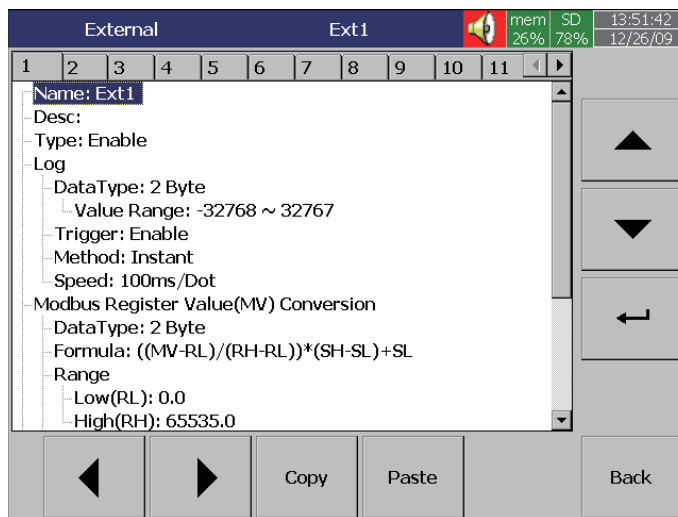 External Ext1 mem 26% SD 78% 13:51:42 12/26/09
1 2 3 4 5 6 7 8 9 10 11
Name: Ext1
Desc:
Type: Enable
Log
DataType: 2 Byte
Value Range: -32768 ~ 32767
Trigger: Enable
Method: Instant
Speed: 100ms/Dot
Modbus Register Value(MV) Conversion
DataType: 2 Byte
Formula: ((MV-RL)/(RH-RL))*(SH-SL)+SL
Range
Low(RL): 0.0
High(RH): 65535.0
Copy Paste Back